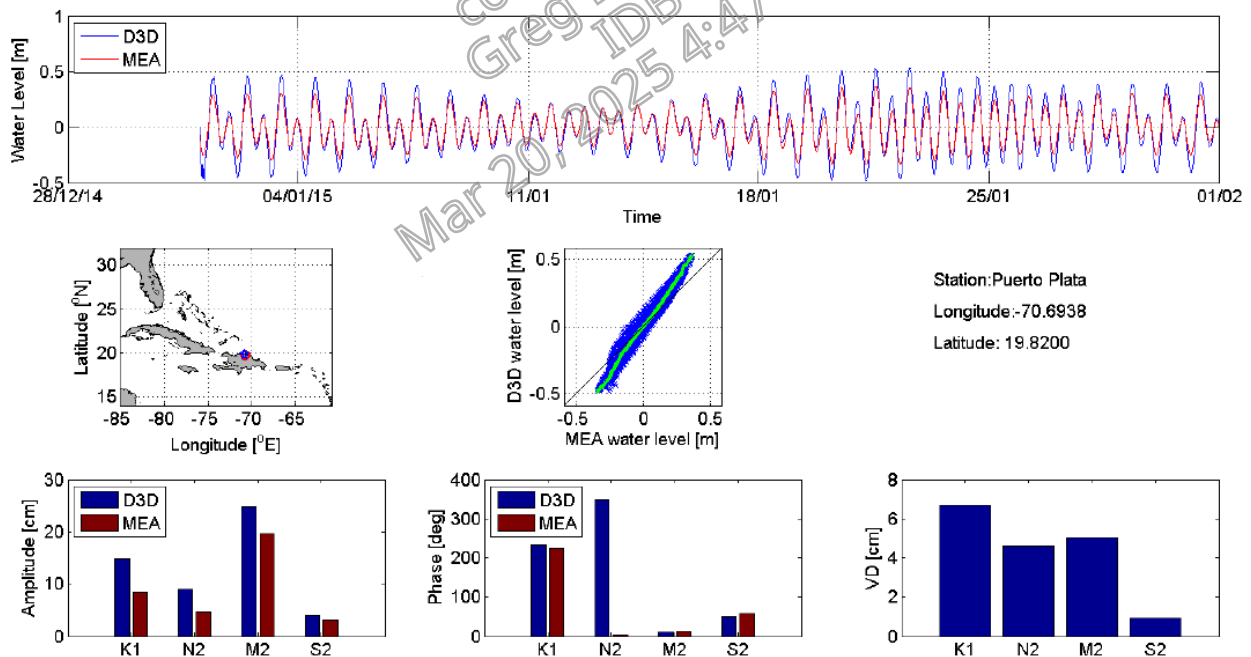 co
Greg
IDB
Mar 20, 2025 4:47
1
0.5
0
-0.5
Water Level [m]
D3D
MEA
28/12/14 04/01/15 11/01 18/01 25/01 01/02
Time
30
25
20
15
Latitude [⁰N]
-85 -80 -75 -70 -65
Longitude [⁰E]
0.5
0
-0.5
D3D water level [m]
-0.5 0 0.5
MEA water level [m]
Station:Puerto Plata
Longitude:-70.6938
Latitude: 19.8200
30
20
10
0
Amplitude [cm]
D3D
MEA
K1 N2 M2 S2
400
300
200
100
0
Phase [deg]
D3D
MEA
K1 N2 M2 S2
8
6
4
2
0
VD [cm]
K1 N2 M2 S2